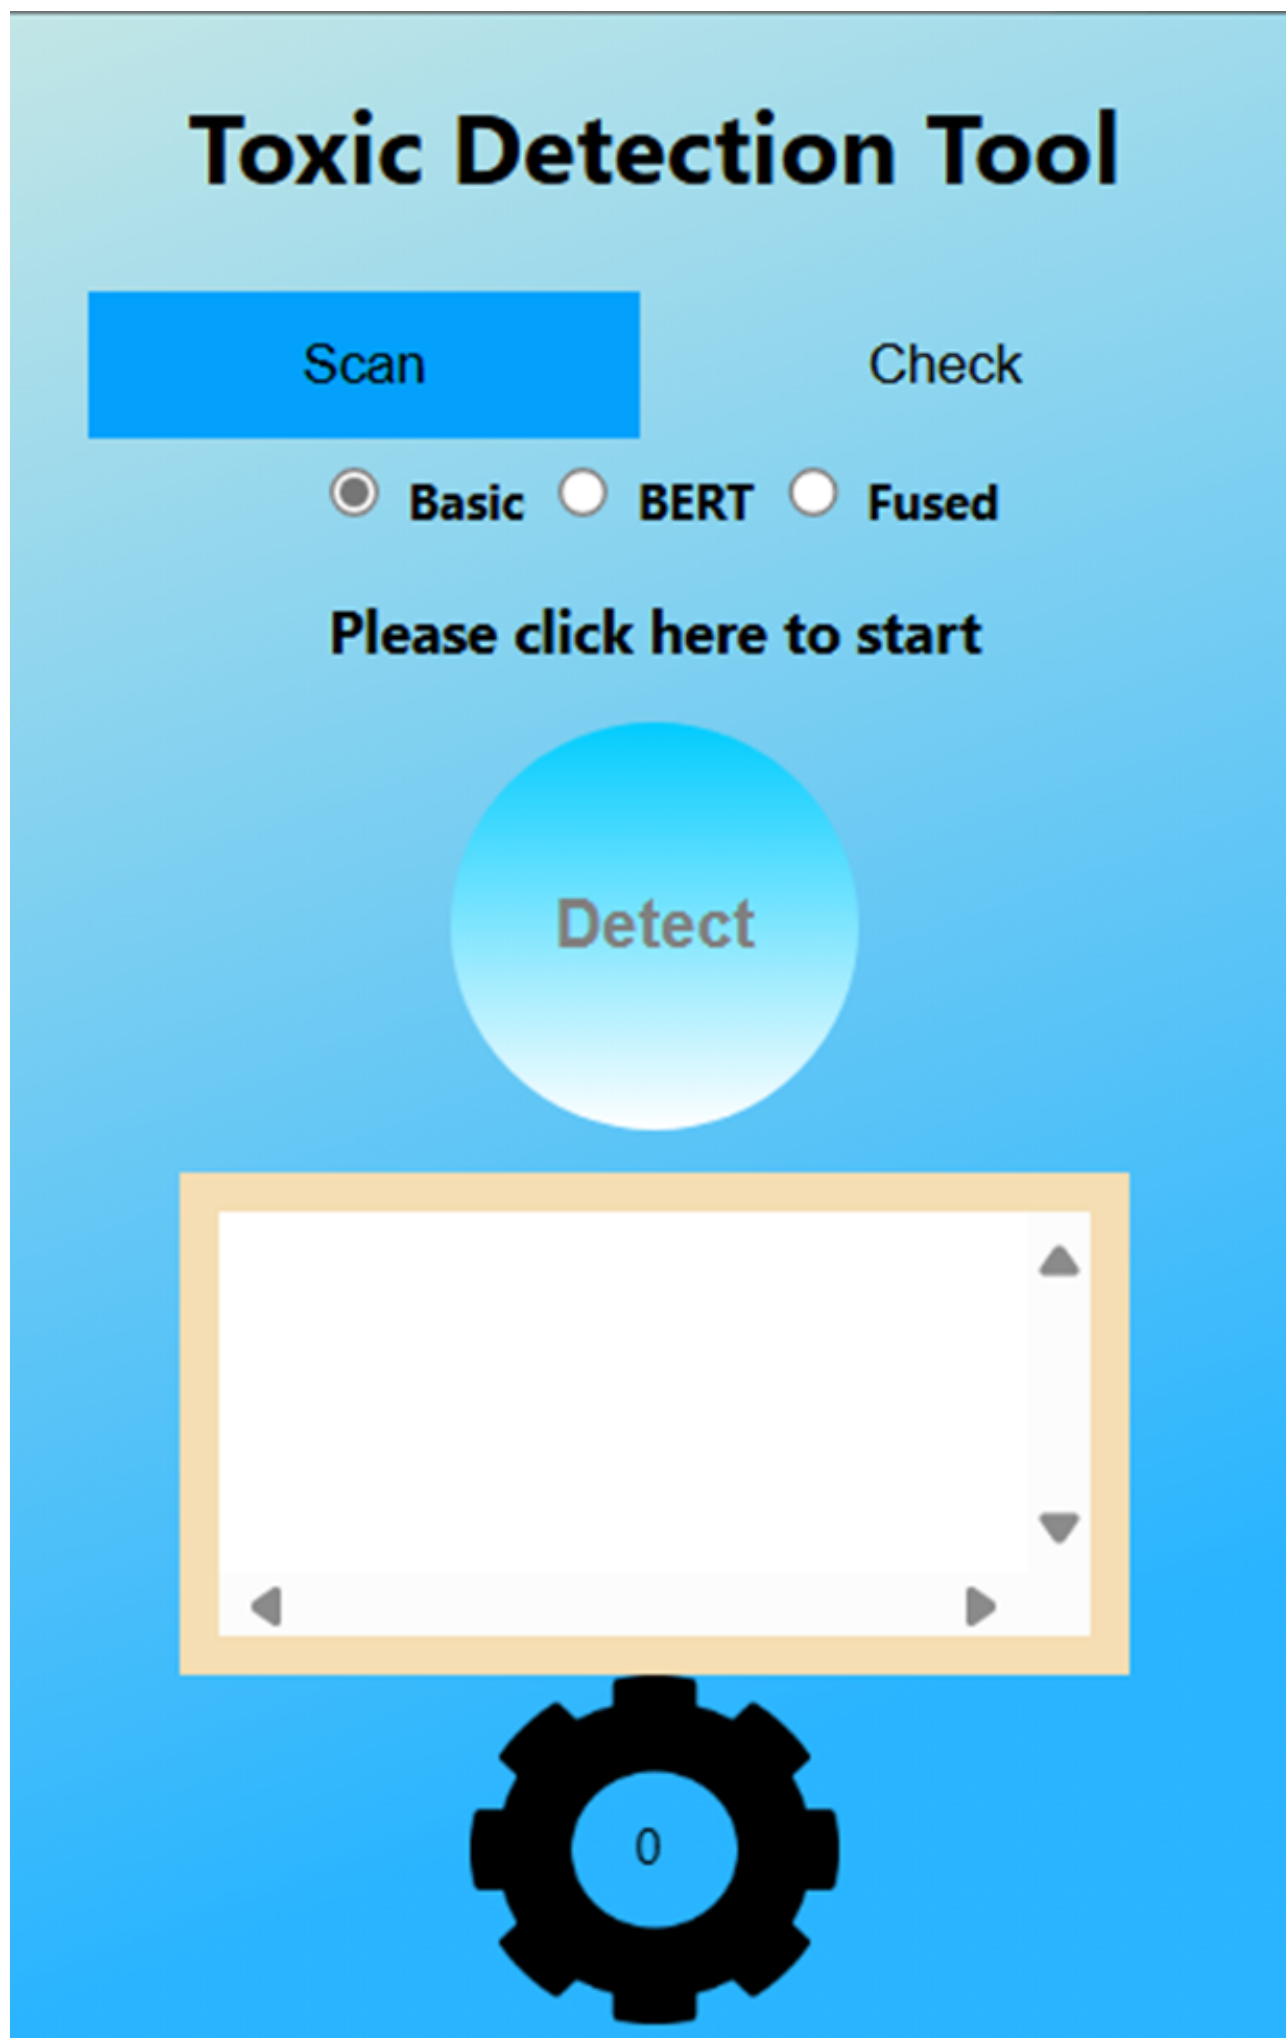 Toxic Detection Tool
Scan Check
Basic BERT Fused
Please click here to start
Detect
0